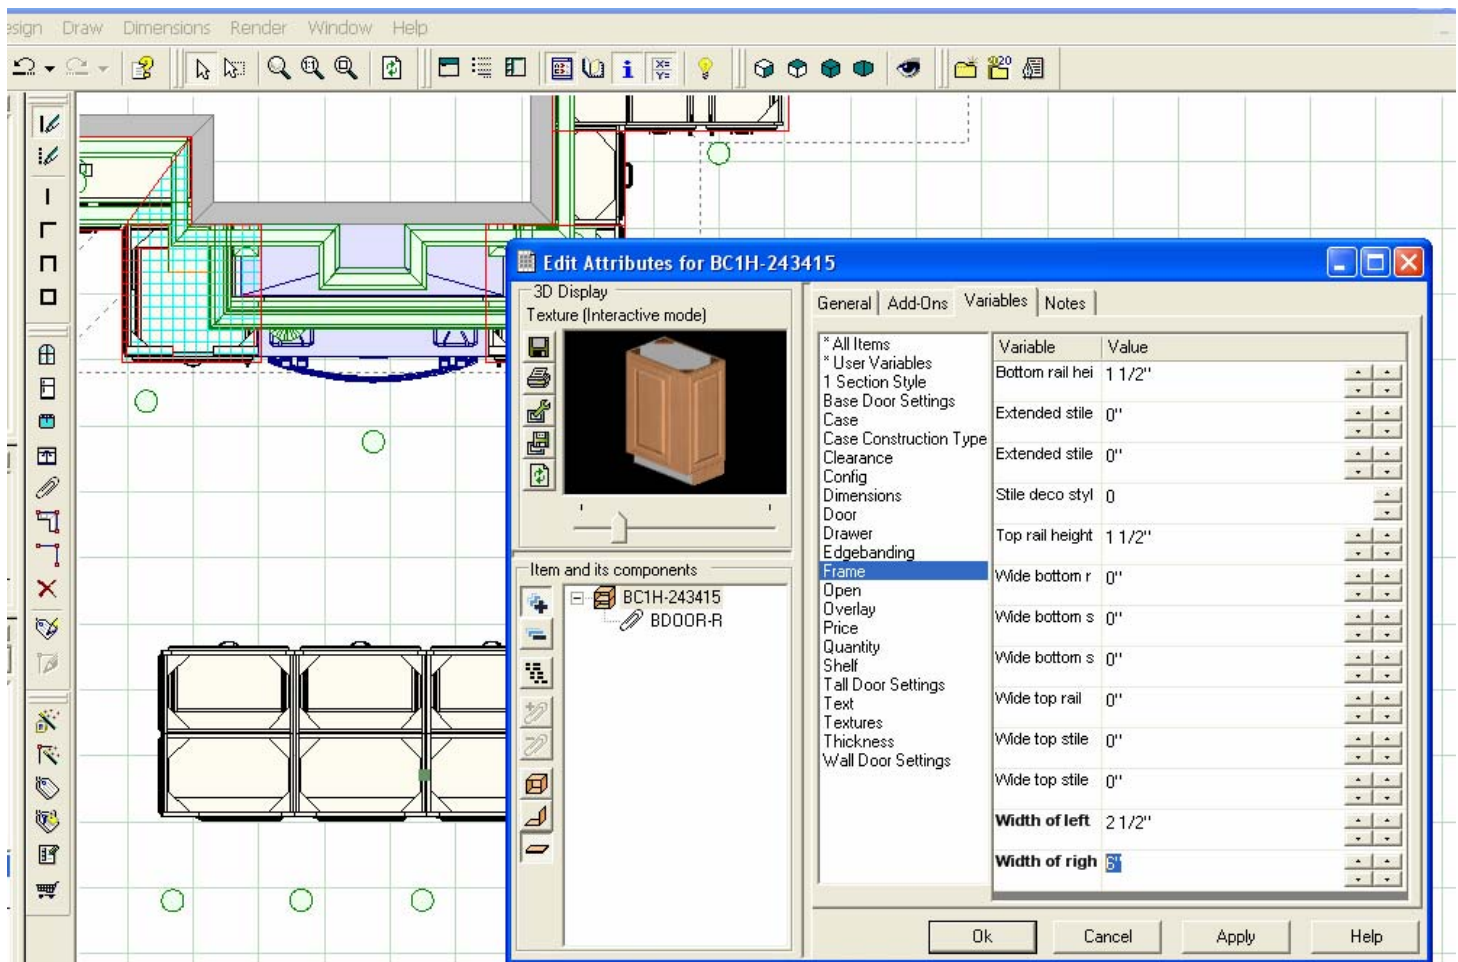 esign Draw Dimensions Render Window Help
1:1
i
X=
Y=
2020
Edit Attributes for BC1H-243415
3D Display
Texture (Interactive mode)
Item and its components
BC1H-243415
BDOOR-R
General Add-Ons Variables Notes
* All Items
* User Variables
1 Section Style
Base Door Settings
Case
Case Construction Type
Clearance
Config
Dimensions
Door
Drawer
Edgebanding
Frame
Open
Overlay
Price
Quantity
Shelf
Tall Door Settings
Text
Textures
Thickness
Wall Door Settings
Variable Value
Bottom rail hei 1 1/2"
Extended stile 0"
Extended stile 0"
Stile deco styl 0
Top rail height 1 1/2"
Wide bottom r 0"
Wide bottom s 0"
Wide bottom s 0"
Wide top rail 0"
Wide top stile 0"
Wide top stile 0"
Width of left 2 1/2"
Width of righ 6"
Ok Cancel Apply Help